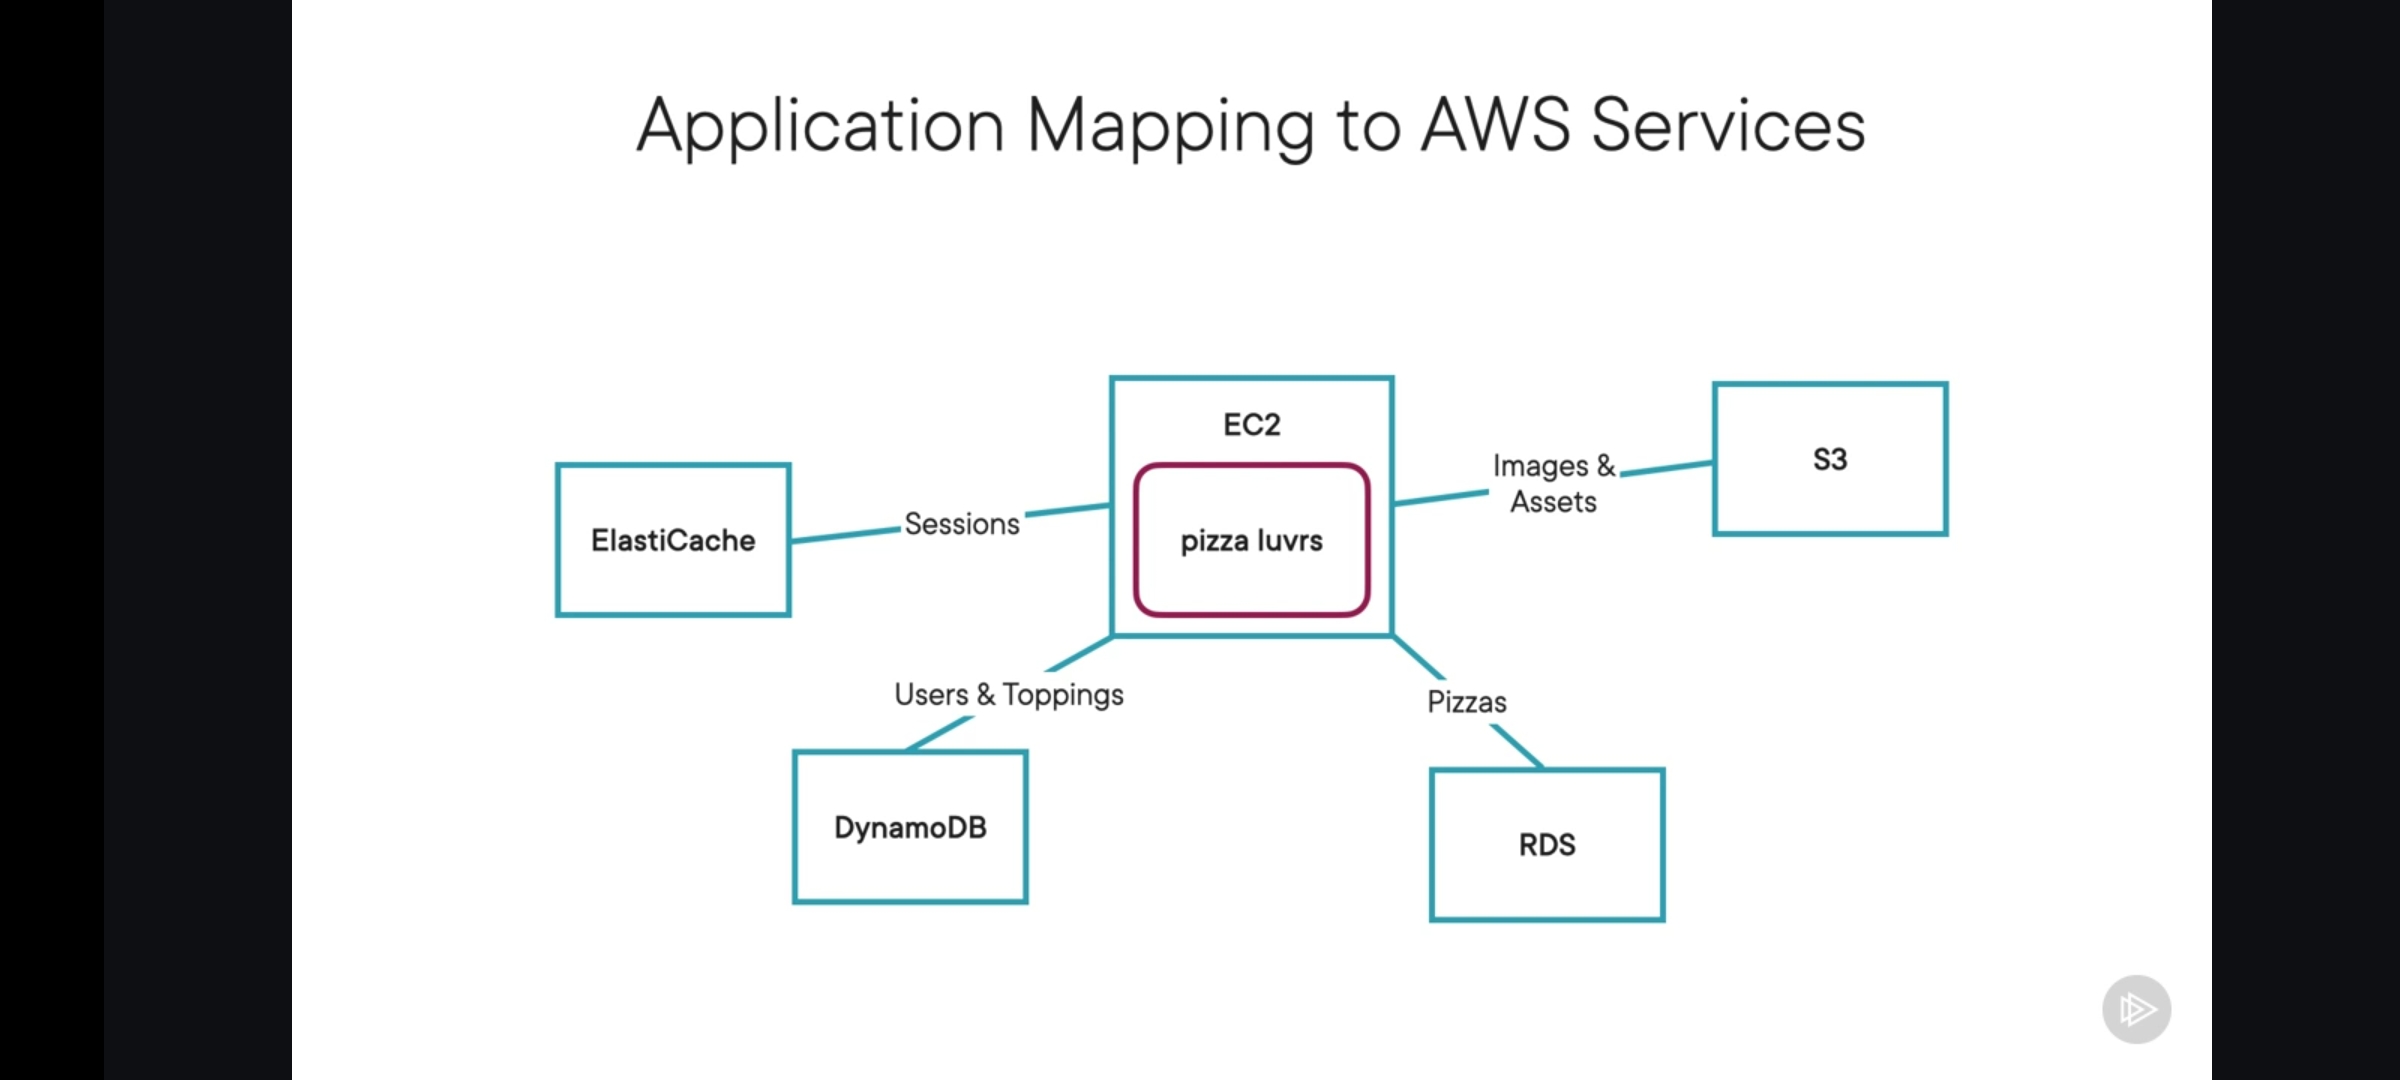 Application Mapping to AWS Services
EC2
pizza luvrs
ElastiCache
Sessions
Images &
Assets
S3
Users & Toppings
Pizzas
DynamoDB
RDS